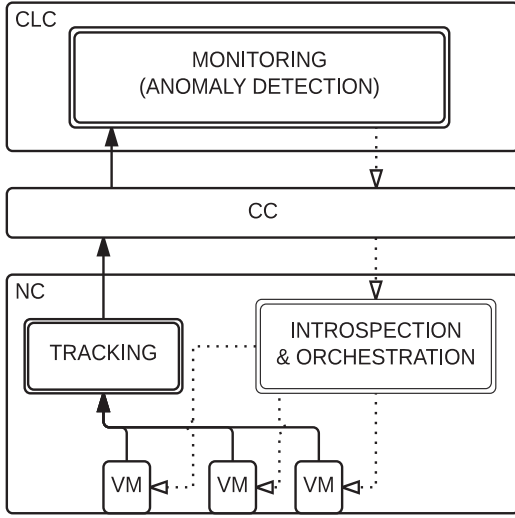 CLC
MONITORING
(ANOMALY DETECTION)
CC
NC
TRACKING
INTROSPECTION
& ORCHESTRATION
VM
VM
VM